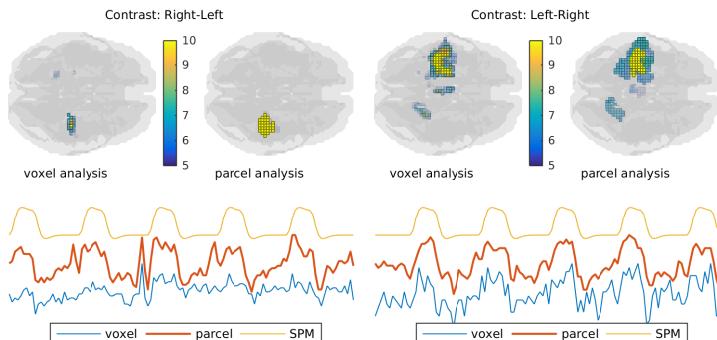 Contrast: Right-Left
10
9
8
7
6
5
voxel analysis
parcel analysis
voxel
parcel
SPM
Contrast: Left-Right
10
9
8
7
6
5
voxel analysis
parcel analysis
voxel
parcel
SPM